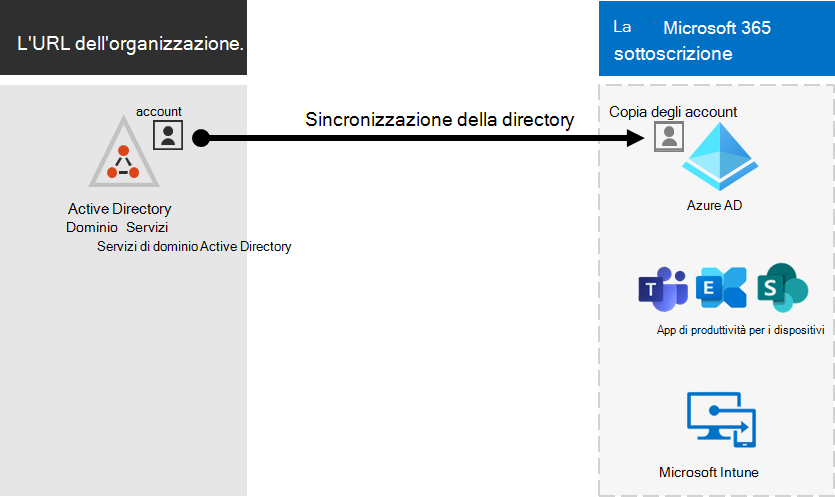 L'URL dell'organizzazione.
La Microsoft 365
sottoscrizione
account
Sincronizzazione della directory
Copia degli account
Active Directory
Dominio Servizi
Servizi di dominio Active Directory
Azure AD
T
E
S
App di produttività per i dispositivi
Microsoft Intune